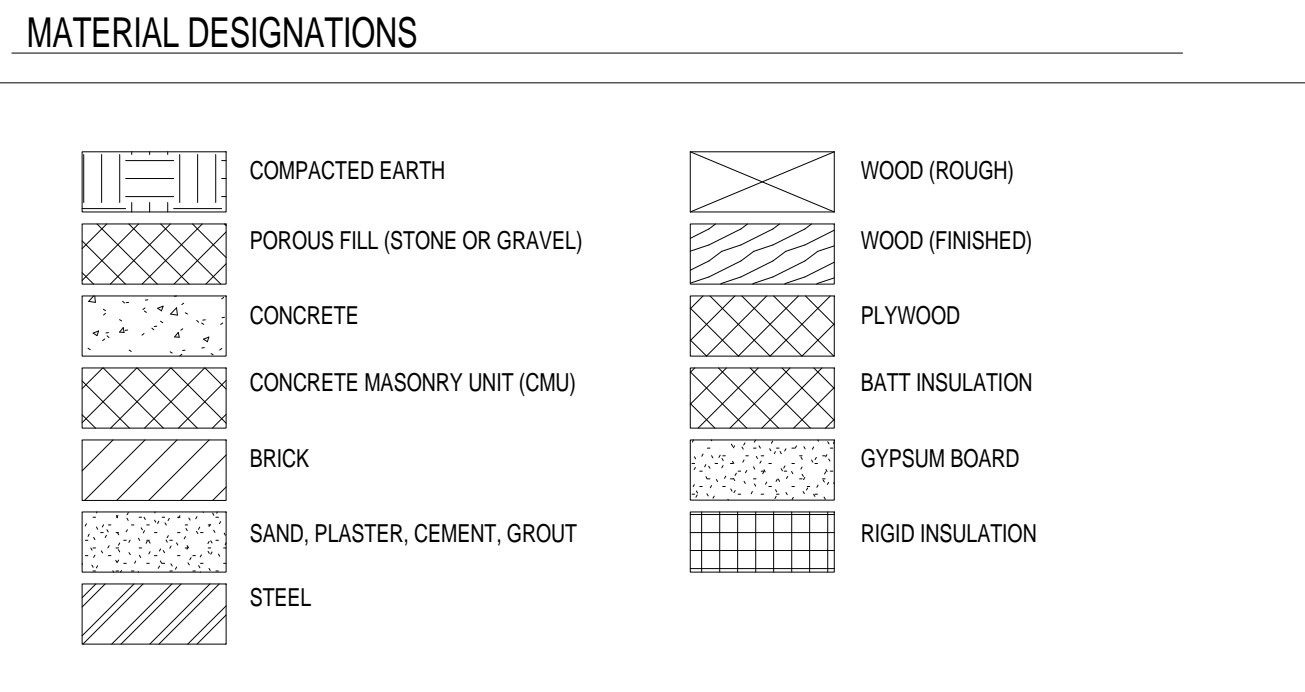 MATERIAL DESIGNATIONS
COMPACTED EARTH
POROUS FILL (STONE OR GRAVEL)
CONCRETE
CONCRETE MASONRY UNIT (CMU)
BRICK
SAND, PLASTER, CEMENT, GROUT
STEEL
WOOD (ROUGH)
WOOD (FINISHED)
PLYWOOD
BATT INSULATION
GYPSUM BOARD
RIGID INSULATION